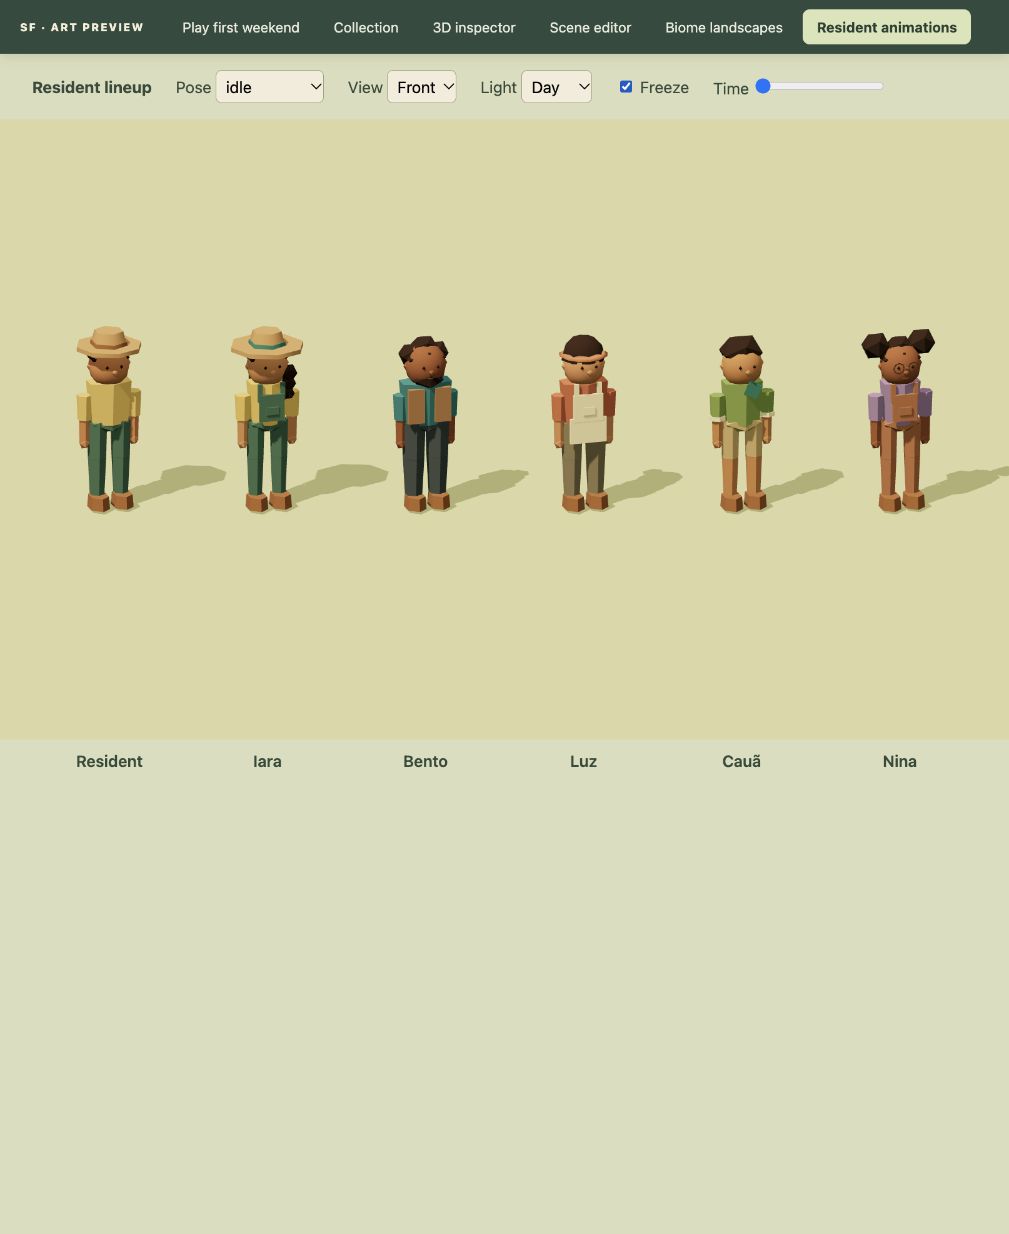 SF · ART PREVIEW
Play first weekend
Collection
3D inspector
Scene editor
Biome landscapes
Resident animations
Resident lineup
Pose
idle
View
Front
Light
Day
Freeze
Time
Resident
Iara
Bento
Luz
Cauã
Nina